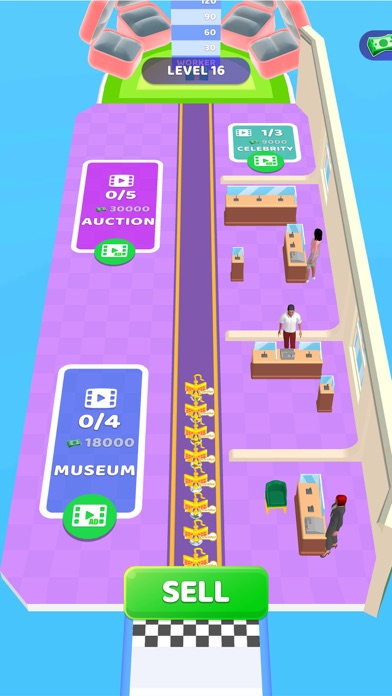 120
90
60
30
WORKER
LEVEL 16
1/3
9000
CELEBRITY
0/5
30000
AUCTION
AD
0/4
18000
MUSEUM
AD
SELL